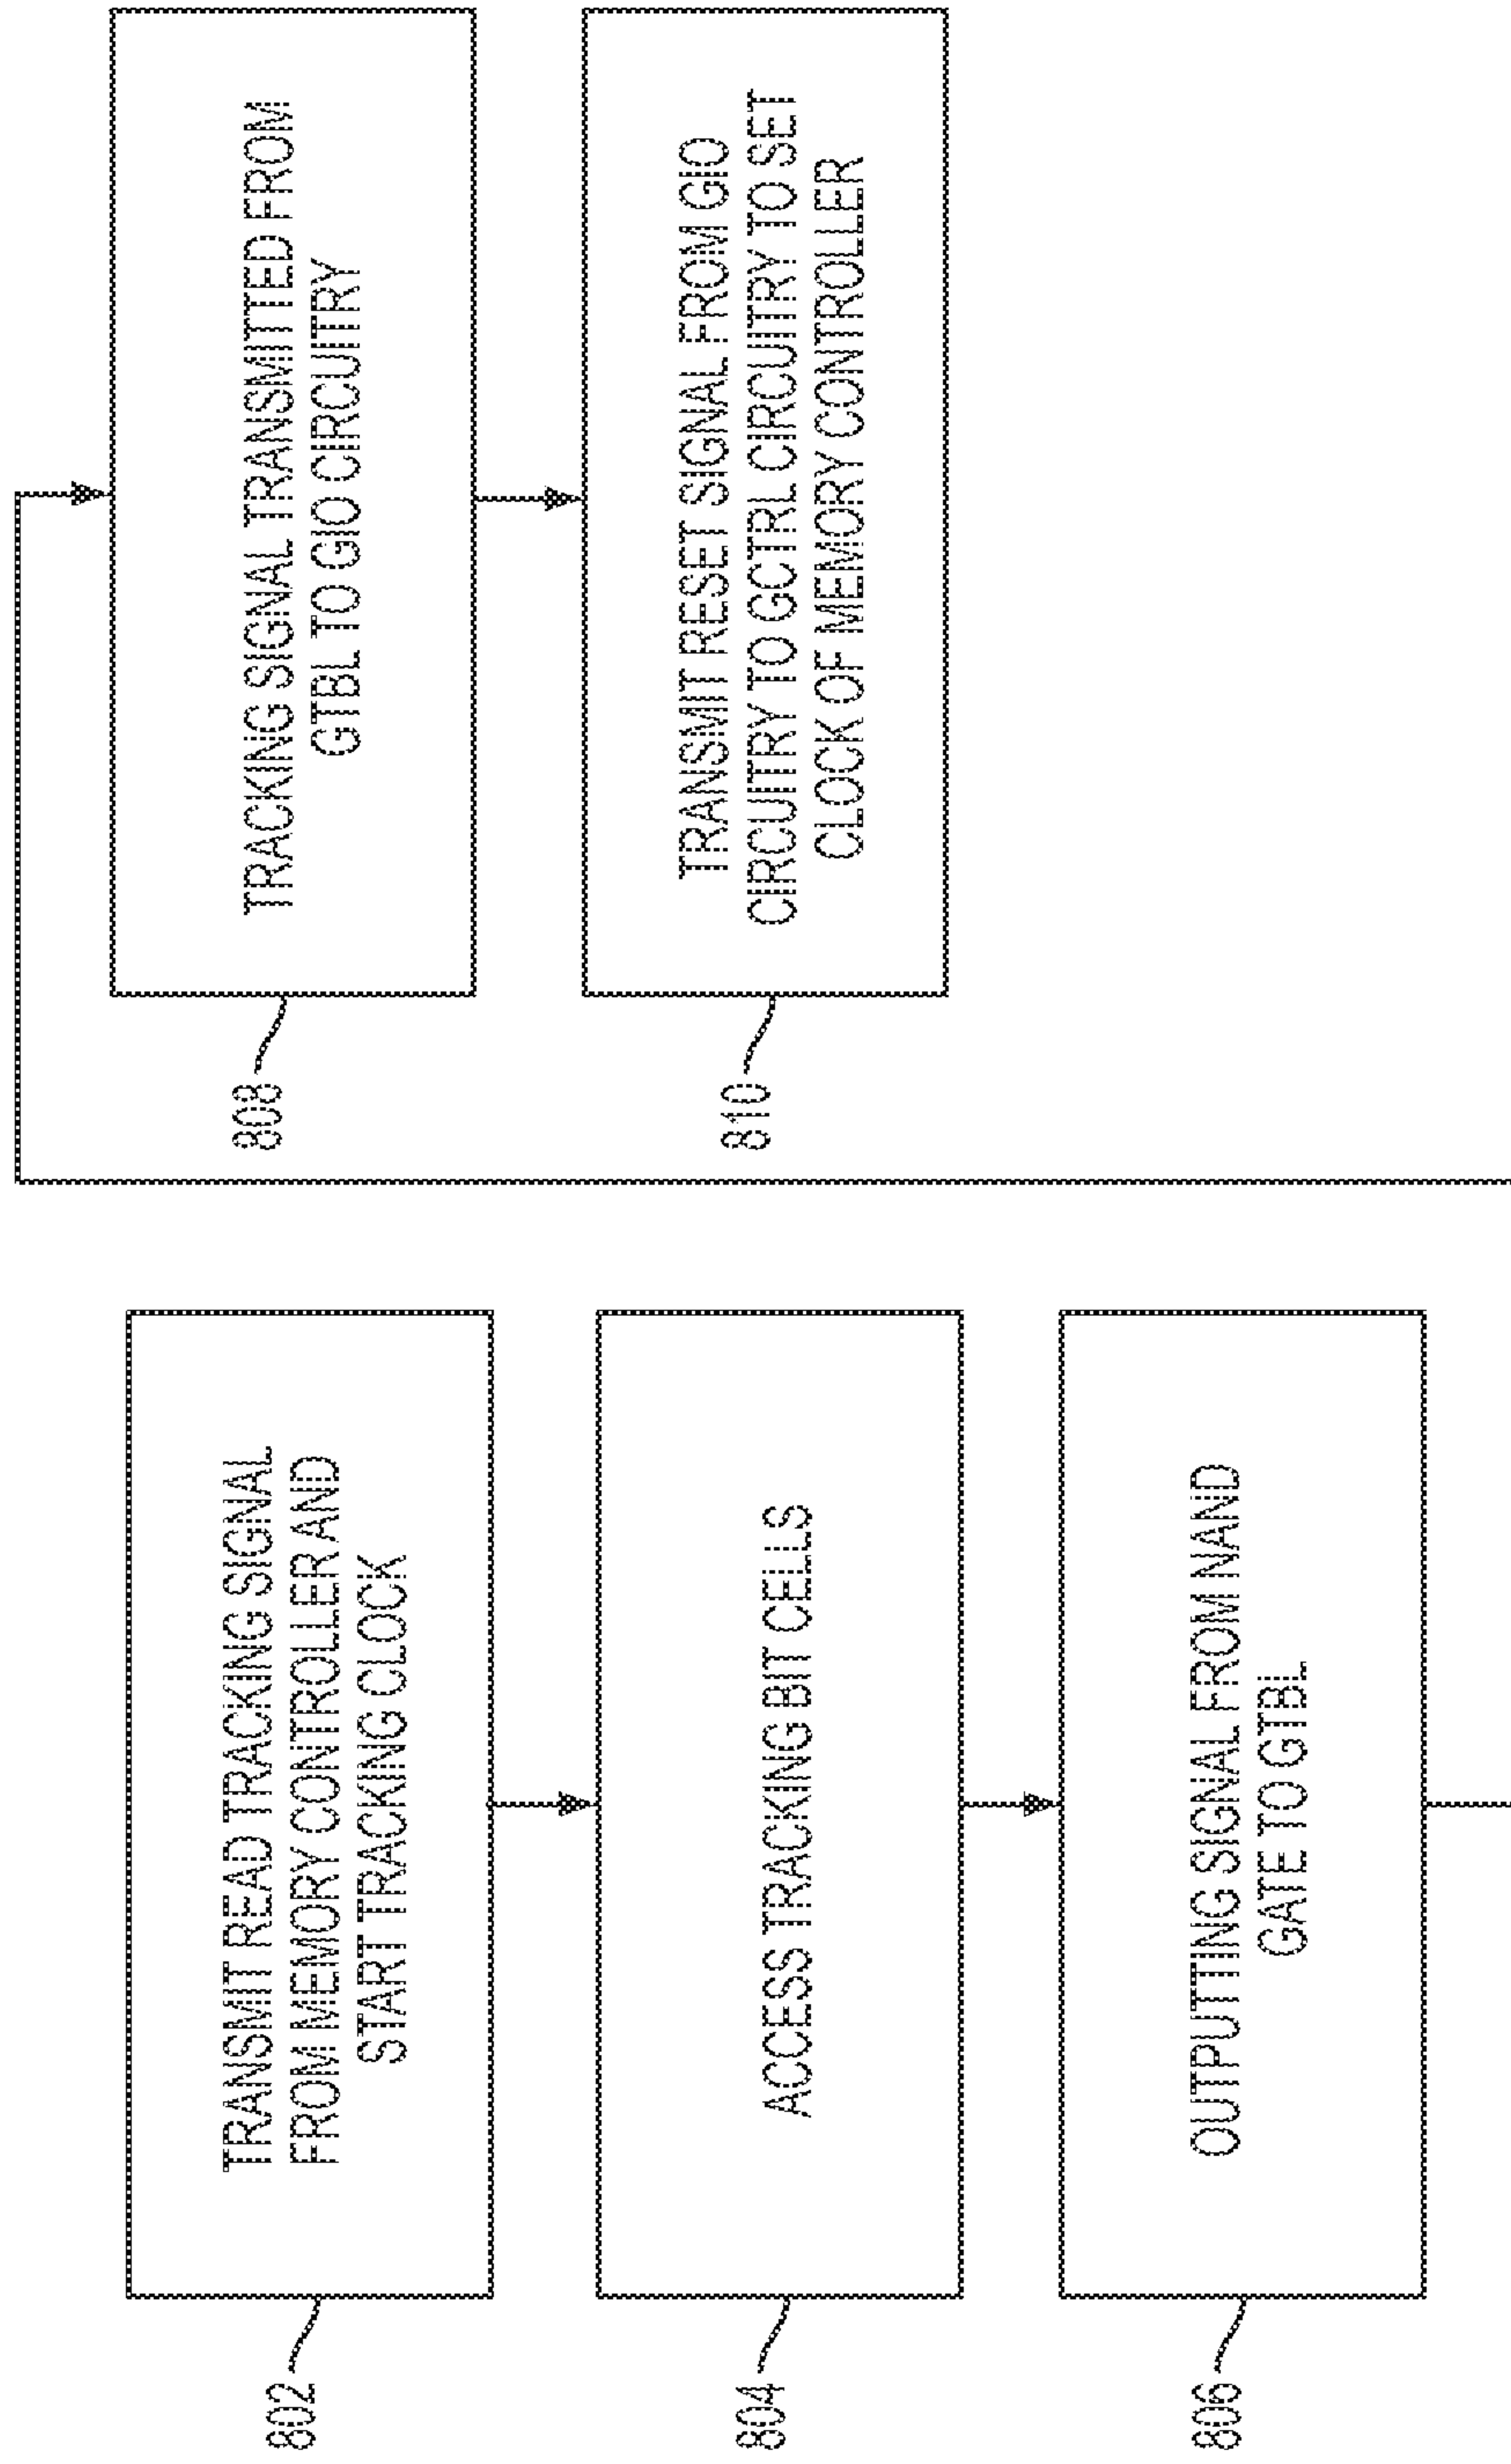 802
TRANSMIT READ TRACKING SIGNAL
FROM MEMORY CONTROLLER AND
START TRACKING CLOCK
804
ACCESS TRACKING BIT CELLS
806
OUTPUTTING SIGNAL FROM NAND
GATE TO GTBL
808
TRACKING SIGNAL TRANSMITTED FROM
GTBL TO GIO CIRCUITRY
810
TRANSMIT RESET SIGNAL FROM GIO
CIRCUITRY TO GCTRL CIRCUITRY TO SET
CLOCK OF MEMORY CONTROLLER